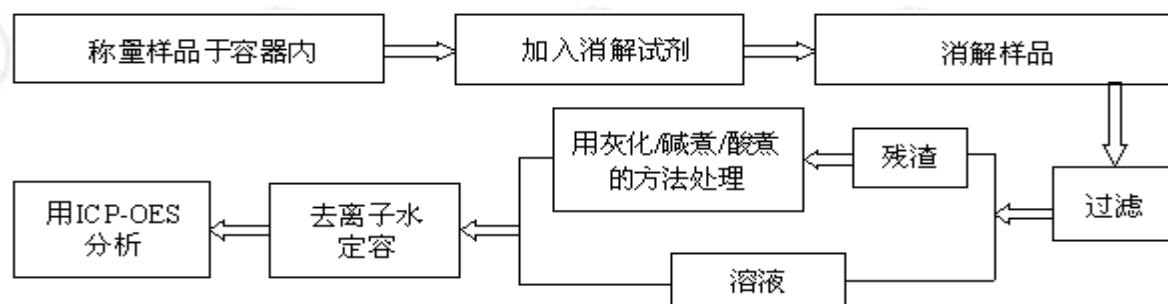 称量样品于容器内
加入消解试剂
消解样品
过滤
残渣
用灰化/碱煮/酸煮
的方法处理
溶液
去离子水
定容
用ICP-OES
分析